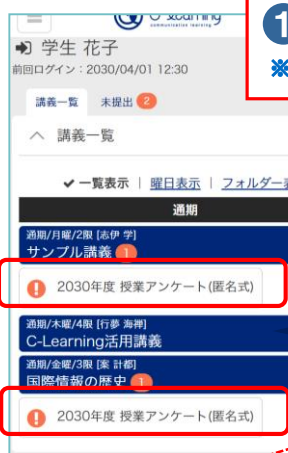 C-Learning
communication learning
1
※
学生 花子
前回ログイン：2030/04/01 12:30
講義一覧 未提出 2
講義一覧
✔一覧表示 | 曜日表示 | フォルダー
通期
通期/月曜/2限 [志伊 学]
サンプル講義 1
2030年度 授業アンケート(匿名式)
通期/木曜/4限 [行夢 海禅]
C-Learning活用講義
通期/金曜/3限 [案 計都]
国際情報の歴史 1
2030年度 授業アンケート(匿名式)